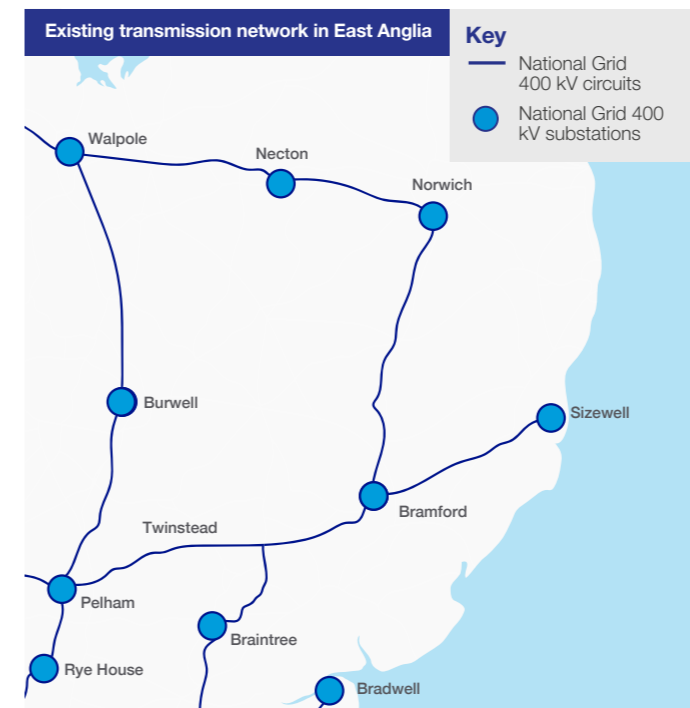 Existing transmission network in East Anglia
Key
National Grid
400 kV circuits
National Grid 400
kV substations
Walpole
Necton
Norwich
Burwell
Sizewell
Bramford
Twinstead
Pelham
Braintree
Rye House
Bradwell